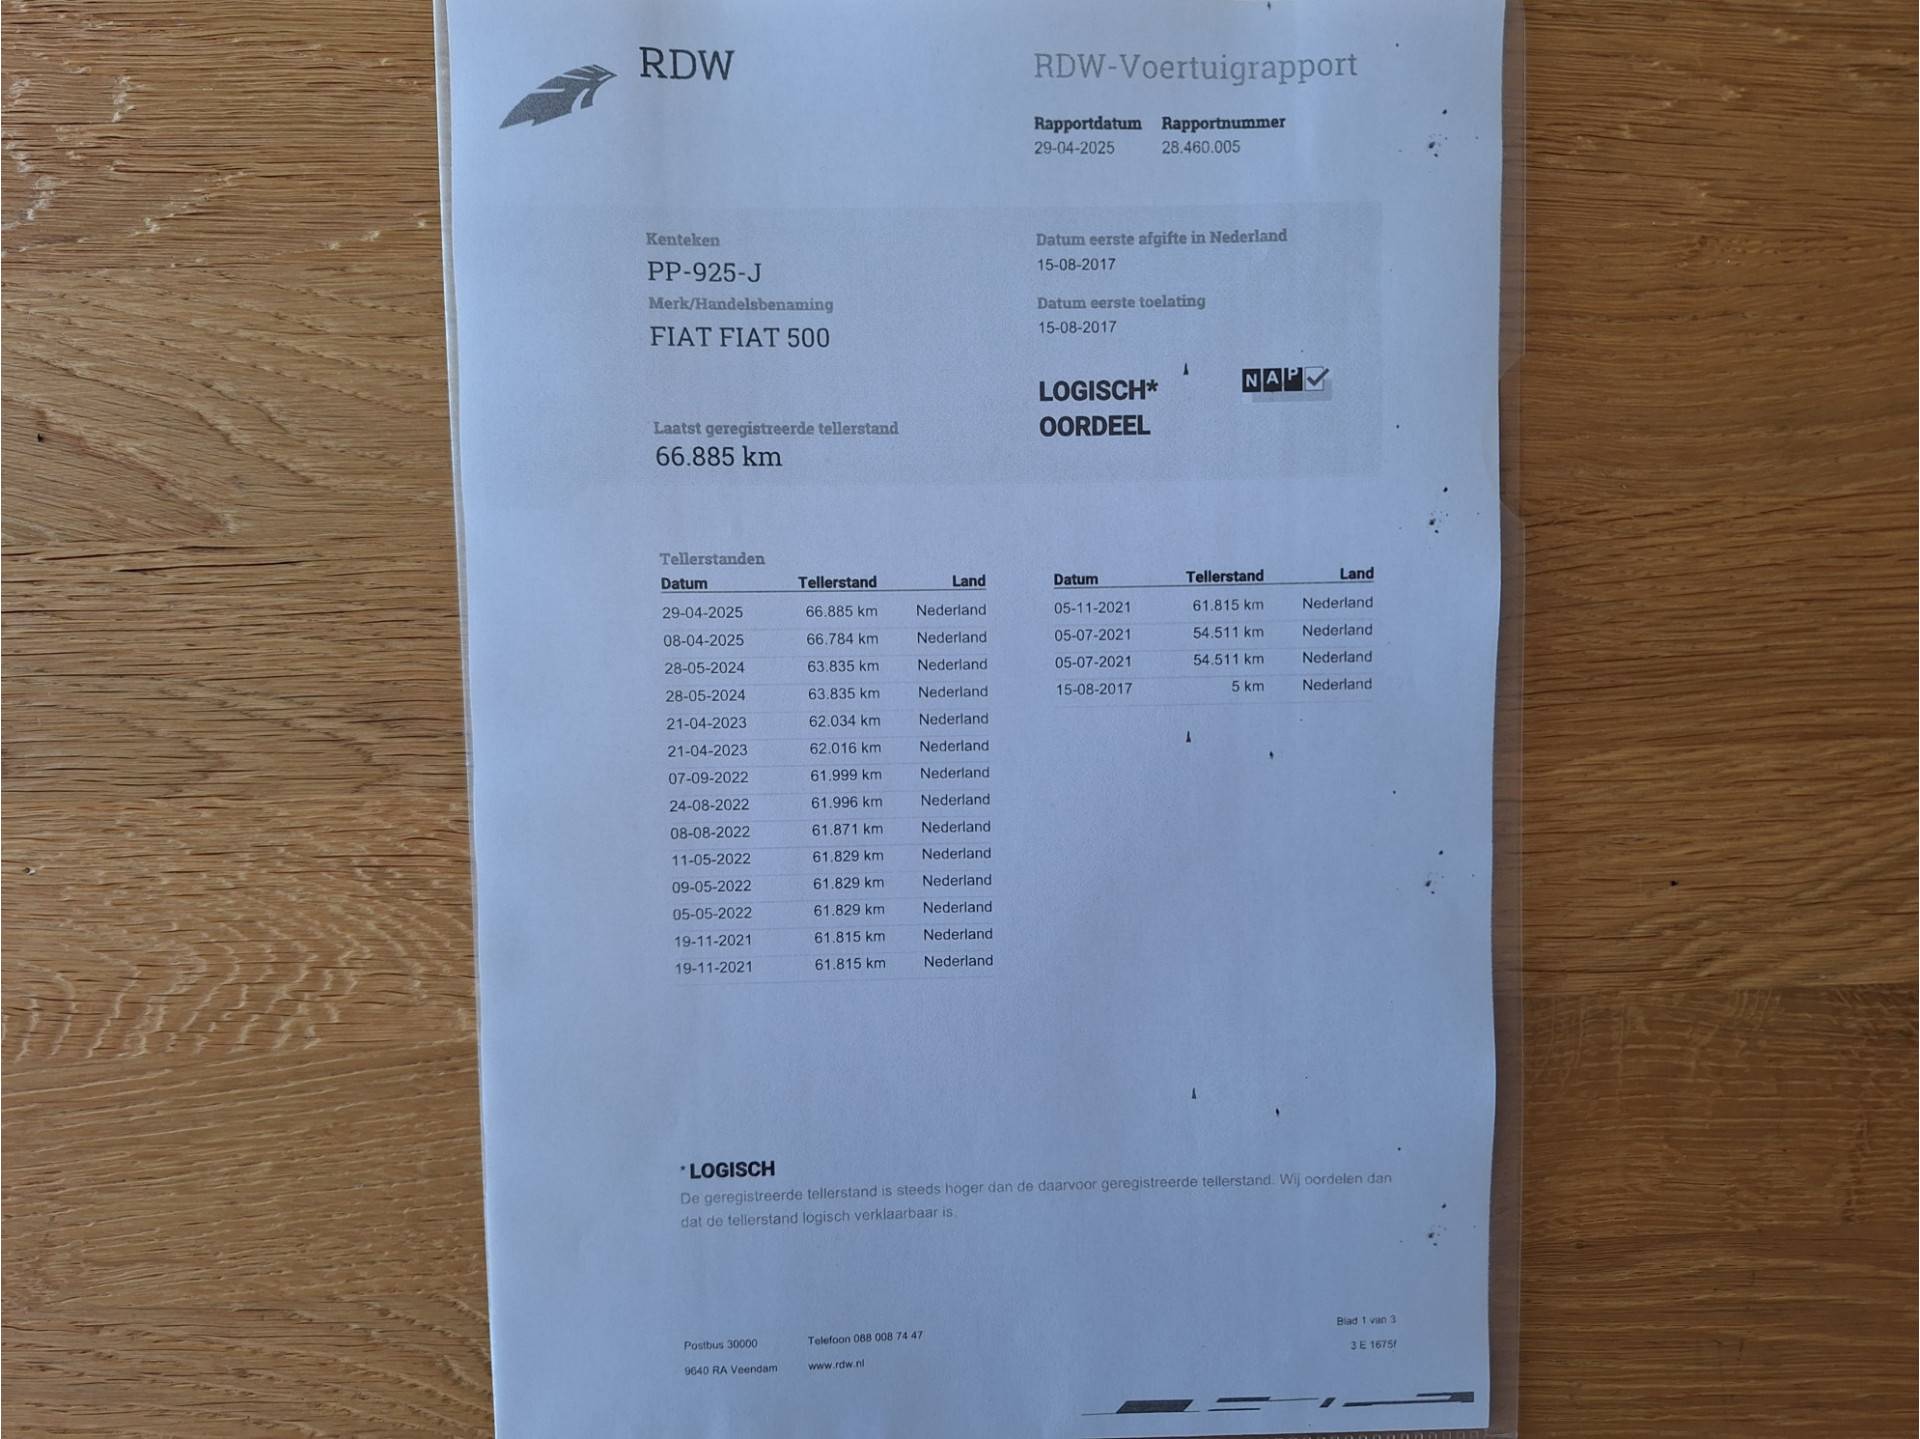 RDW
RDW-Voertuigrapport
Rapportdatum Rapportnummer
29-04-2025 28.460.005
Kenteken
PP-925-J
Merk/Handelsbenaming
FIAT FIAT 500
Datum eerste afgifte in Nederland
15-08-2017
Datum eerste toelating
15-08-2017
LOGISCH*
OORDEEL
NAP
Laatst geregistreerde tellerstand
66.885 km
Tellerstanden
Datum Tellerstand Land
29-04-2025 66.885 km Nederland
08-04-2025 66.784 km Nederland
28-05-2024 63.835 km Nederland
28-05-2024 63.835 km Nederland
21-04-2023 62.034 km Nederland
21-04-2023 62.016 km Nederland
07-09-2022 61.999 km Nederland
24-08-2022 61.996 km Nederland
08-08-2022 61.871 km Nederland
11-05-2022 61.829 km Nederland
09-05-2022 61.829 km Nederland
05-05-2022 61.829 km Nederland
19-11-2021 61.815 km Nederland
19-11-2021 61.815 km Nederland
Datum Tellerstand Land
05-11-2021 61.815 km Nederland
05-07-2021 54.511 km Nederland
05-07-2021 54.511 km Nederland
15-08-2017 5 km Nederland
*LOGISCH
De geregistreerde tellerstand is steeds hoger dan de daarvoor geregistreerde tellerstand. Wij oordelen dan
dat de tellerstand logisch verklaarbaar is.
Postbus 30000 Telefoon 088 008 74 47
9640 RA Veendam www.rdw.nl
Blad 1 van 3
3 E 1675f